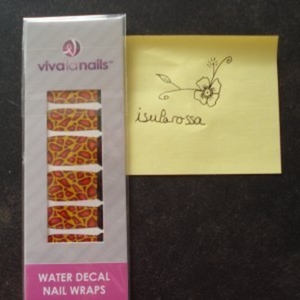 vivalanails™
isularossa
WATER DECAL
NAIL WRAPS